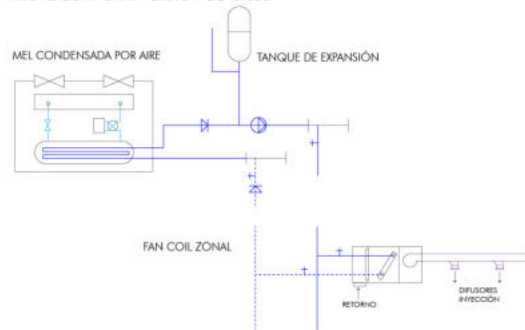 MEL CONDENSADA POR AIRE
TANQUE DE EXPANSIÓN
FAN COIL ZONAL
RETORNO
DIFUSORES
INYECCIÓN